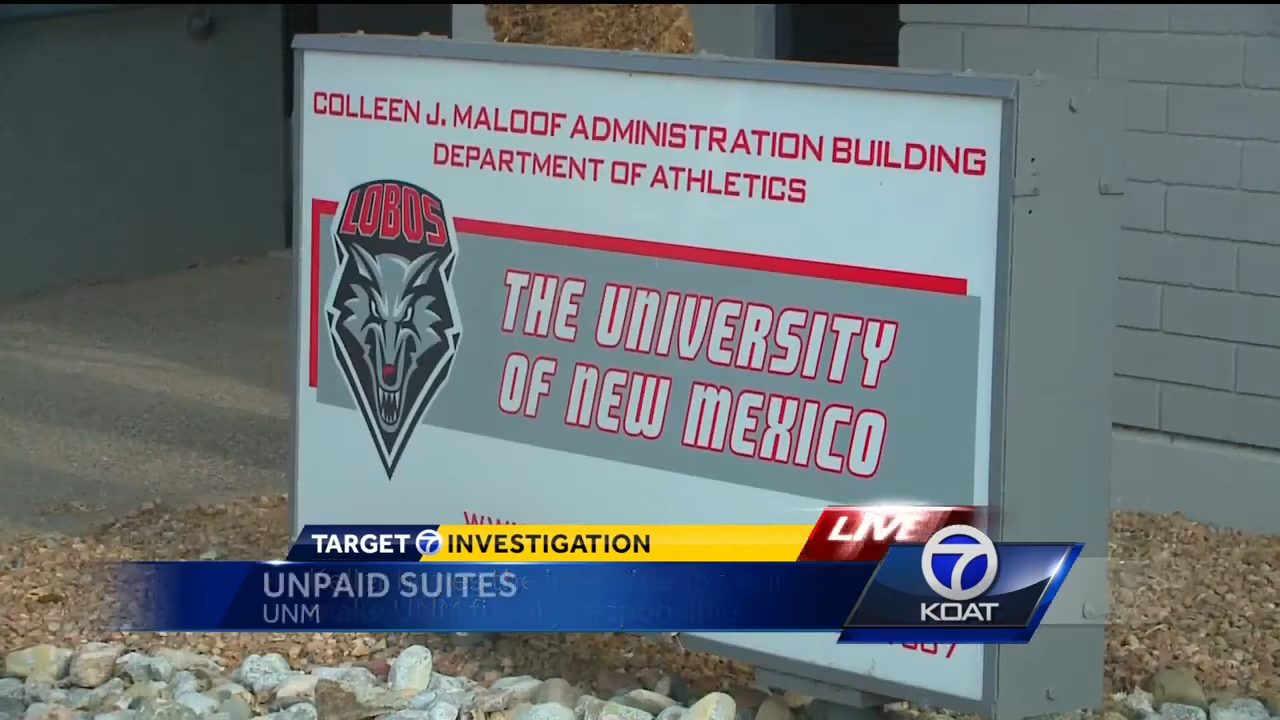 COLLEEN J. MALOOF ADMINISTRATION BUILDING
DEPARTMENT OF ATHLETICS
LOBOS
THE UNIVERSITY
OF NEW MEXICO
LIVE
TARGET 7 INVESTIGATION
UNPAID SUITES
UNM
7
KOAT